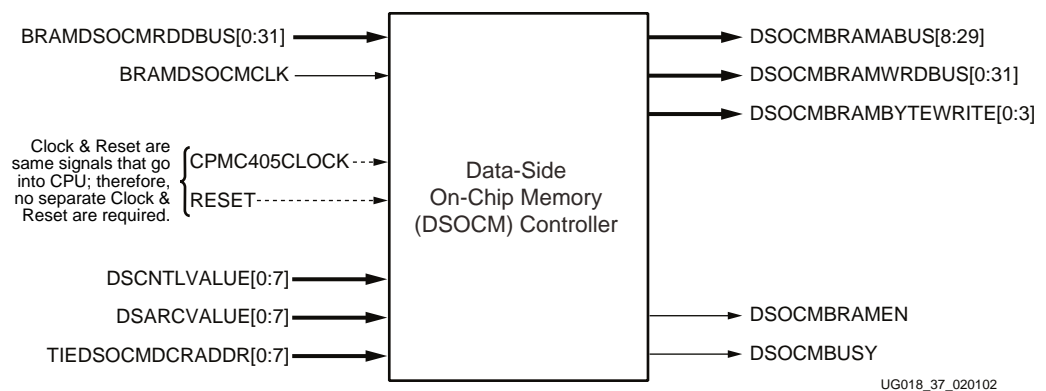 BRAMDSOCMRDDBUS[0:31]
BRAMDSOCMCLK
Clock & Reset are
same signals that go
into CPU; therefore,
no separate Clock &
Reset are required.
CPMC405CLOCK
RESET
DSCNTLVALUE[0:7]
DSARCVALUE[0:7]
TIEDSOCMDCRADDR[0:7]
Data-Side
On-Chip Memory
(DSOCM) Controller
DSOCMBRAMABUS[8:29]
DSOCMBRAMWRDBUS[0:31]
DSOCMBRAMBYTEWRITE[0:3]
DSOCMBRAMEN
DSOCMBUSY
UG018_37_020102